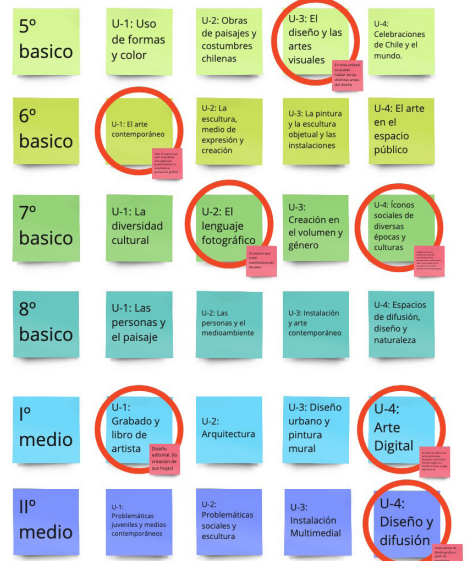 5º
basico
U-1: Uso
de formas
y color
U-2: Obras
de paisajes y
costumbres
chilenas
U-3: El
diseño y las
artes
visuales
U-4:
Celebraciones
de Chile y el
mundo.
6º
basico
U-1: El arte
contemporáneo
U-2: La
escultura,
medio de
expresión y
creación
U-3: La pintura
y la escultura
objetual y las
instalaciones
U-4: El arte
en el
espacio
público
7º
basico
U-1: La
diversidad
cultural
U-2: El
lenguaje
fotográfico
U-3:
Creación en
el volumen y
género
U-4: Íconos
sociales de
diversas
épocas y
culturas
8º
basico
U-1: Las
personas y
el paisaje
U-2: Las
personas y el
medioambiente
U-3: Instalación
y arte
contemporáneo
U-4: Espacios
de difusión,
diseño y
naturaleza
Iº
medio
U-1:
Grabado y
libro de
artista
Diseño
editorial. (la
creación de
sus hojas)
U-2:
Arquitectura
U-3: Diseño
urbano y
pintura
mural
U-4:
Arte
Digital
IIº
medio
U-1:
Problemáticas
juveniles y medios
contemporáneos
U-2:
Problemáticas
sociales y
escultura
U-3:
Instalación
Multimedial
U-4:
Diseño y
difusión